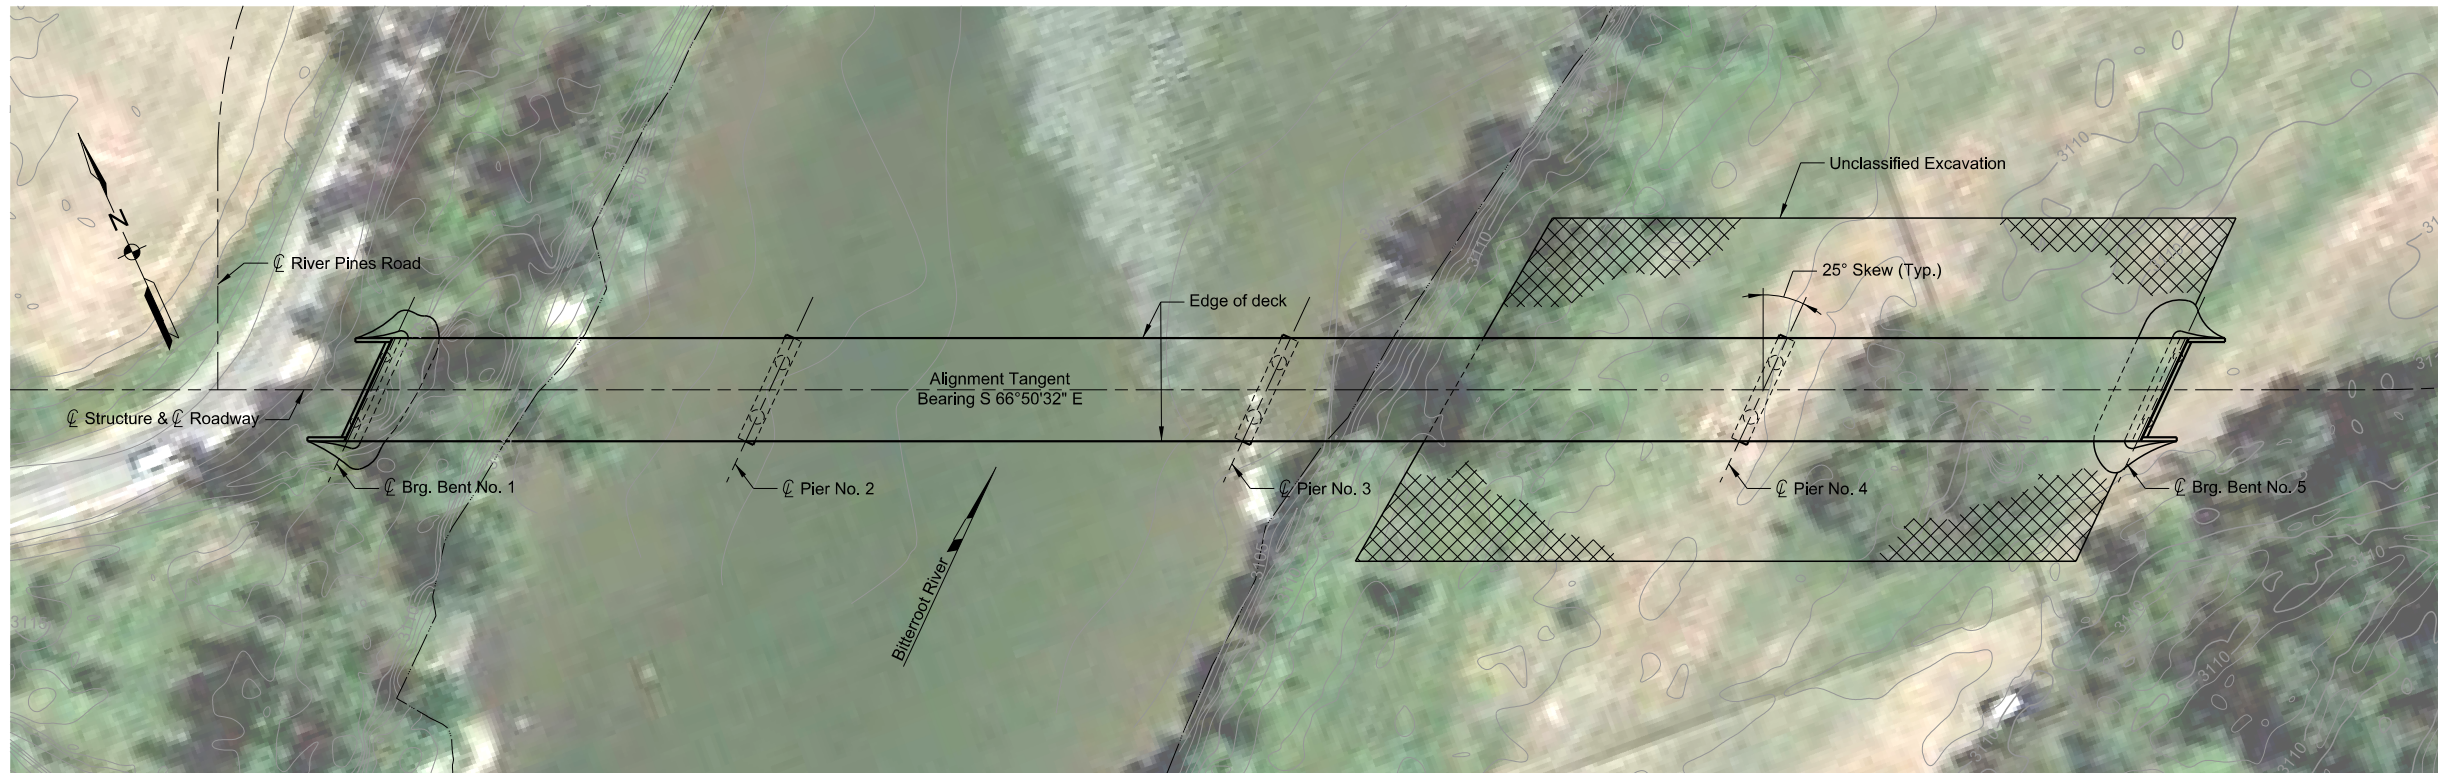 Unclassified Excavation
3110
N
℄ River Pines Road
3110
25° Skew (Typ.)
Edge of deck
Alignment Tangent
Bearing S 66°50'32" E
℄ Structure & ℄ Roadway
℄ Brg. Bent No. 1
℄ Pier No. 2
℄ Pier No. 3
℄ Pier No. 4
℄ Brg. Bent No. 5
Bitterroot River
3115
3115
3110
3110